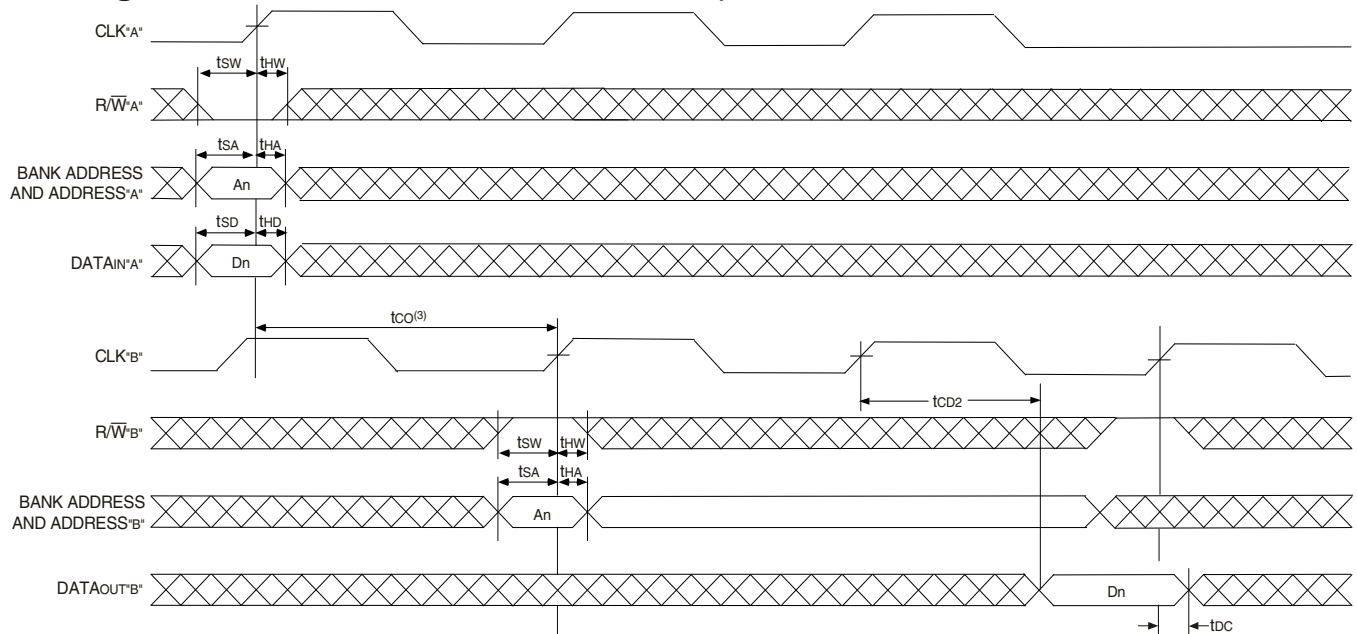 CLK"A"
tSW tHW
R/W̅"A"
tSA tHA
BANK ADDRESS
AND ADDRESS"A"
An
tSD tHD
DATAIN"A"
Dn
tCO(3)
CLK"B"
tCD2
R/W̅"B"
tSW tHW
tSA tHA
BANK ADDRESS
AND ADDRESS"B"
An
DATAOUT"B"
Dn
tDC